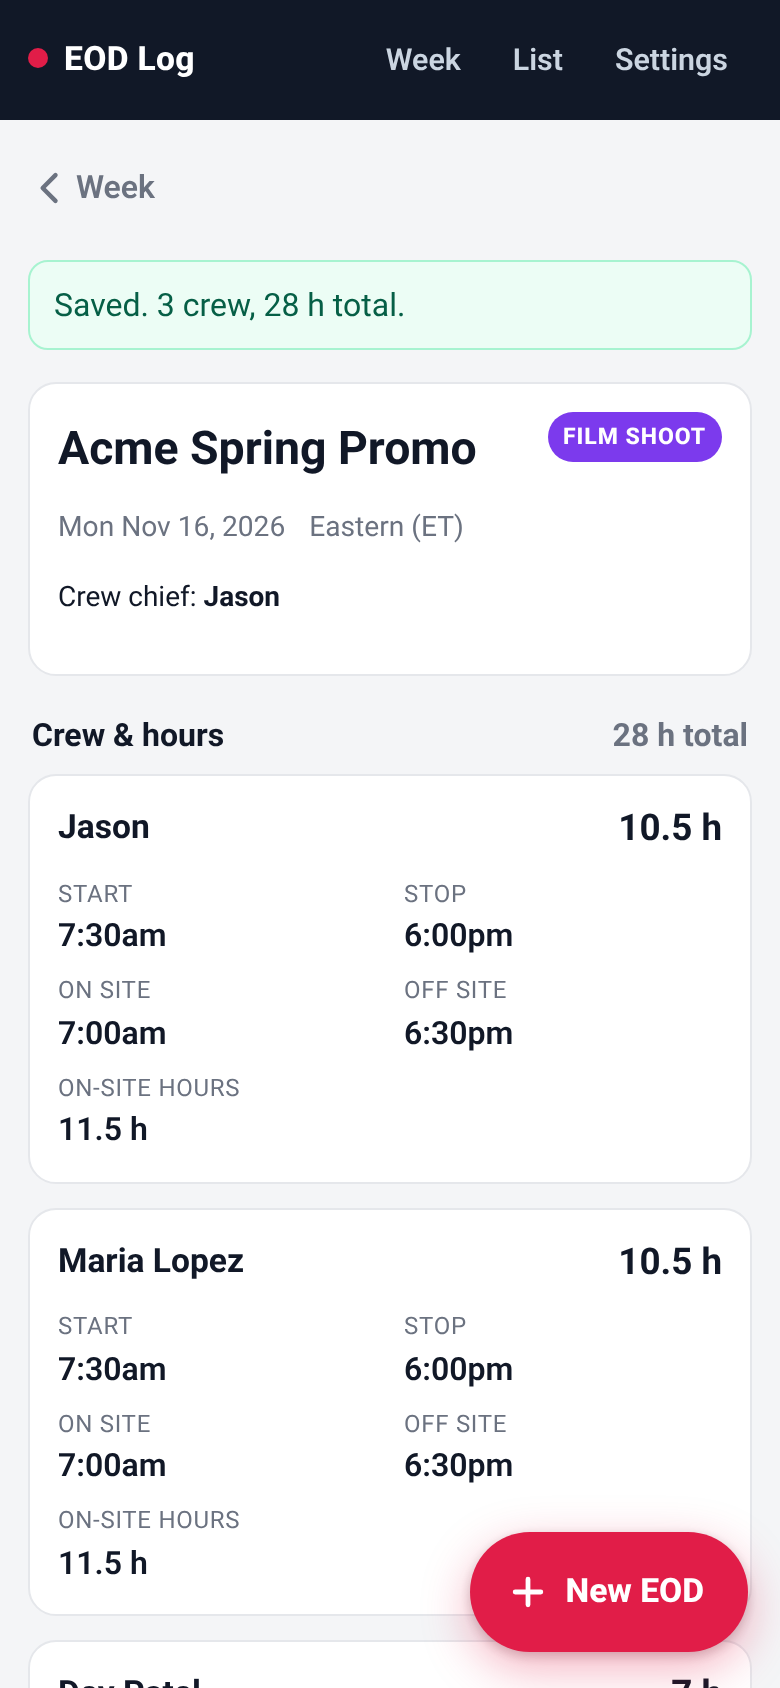 EOD Log Week List Settings
Week
Saved. 3 crew, 28 h total.
Acme Spring Promo FILM SHOOT
Mon Nov 16, 2026 Eastern (ET)
Crew chief: Jason
Crew & hours 28 h total
Jason 10.5 h
START STOP
7:30am 6:00pm
ON SITE OFF SITE
7:00am 6:30pm
ON-SITE HOURS
11.5 h
Maria Lopez 10.5 h
START STOP
7:30am 6:00pm
ON SITE OFF SITE
7:00am 6:30pm
ON-SITE HOURS
11.5 h
+ New EOD
7 h